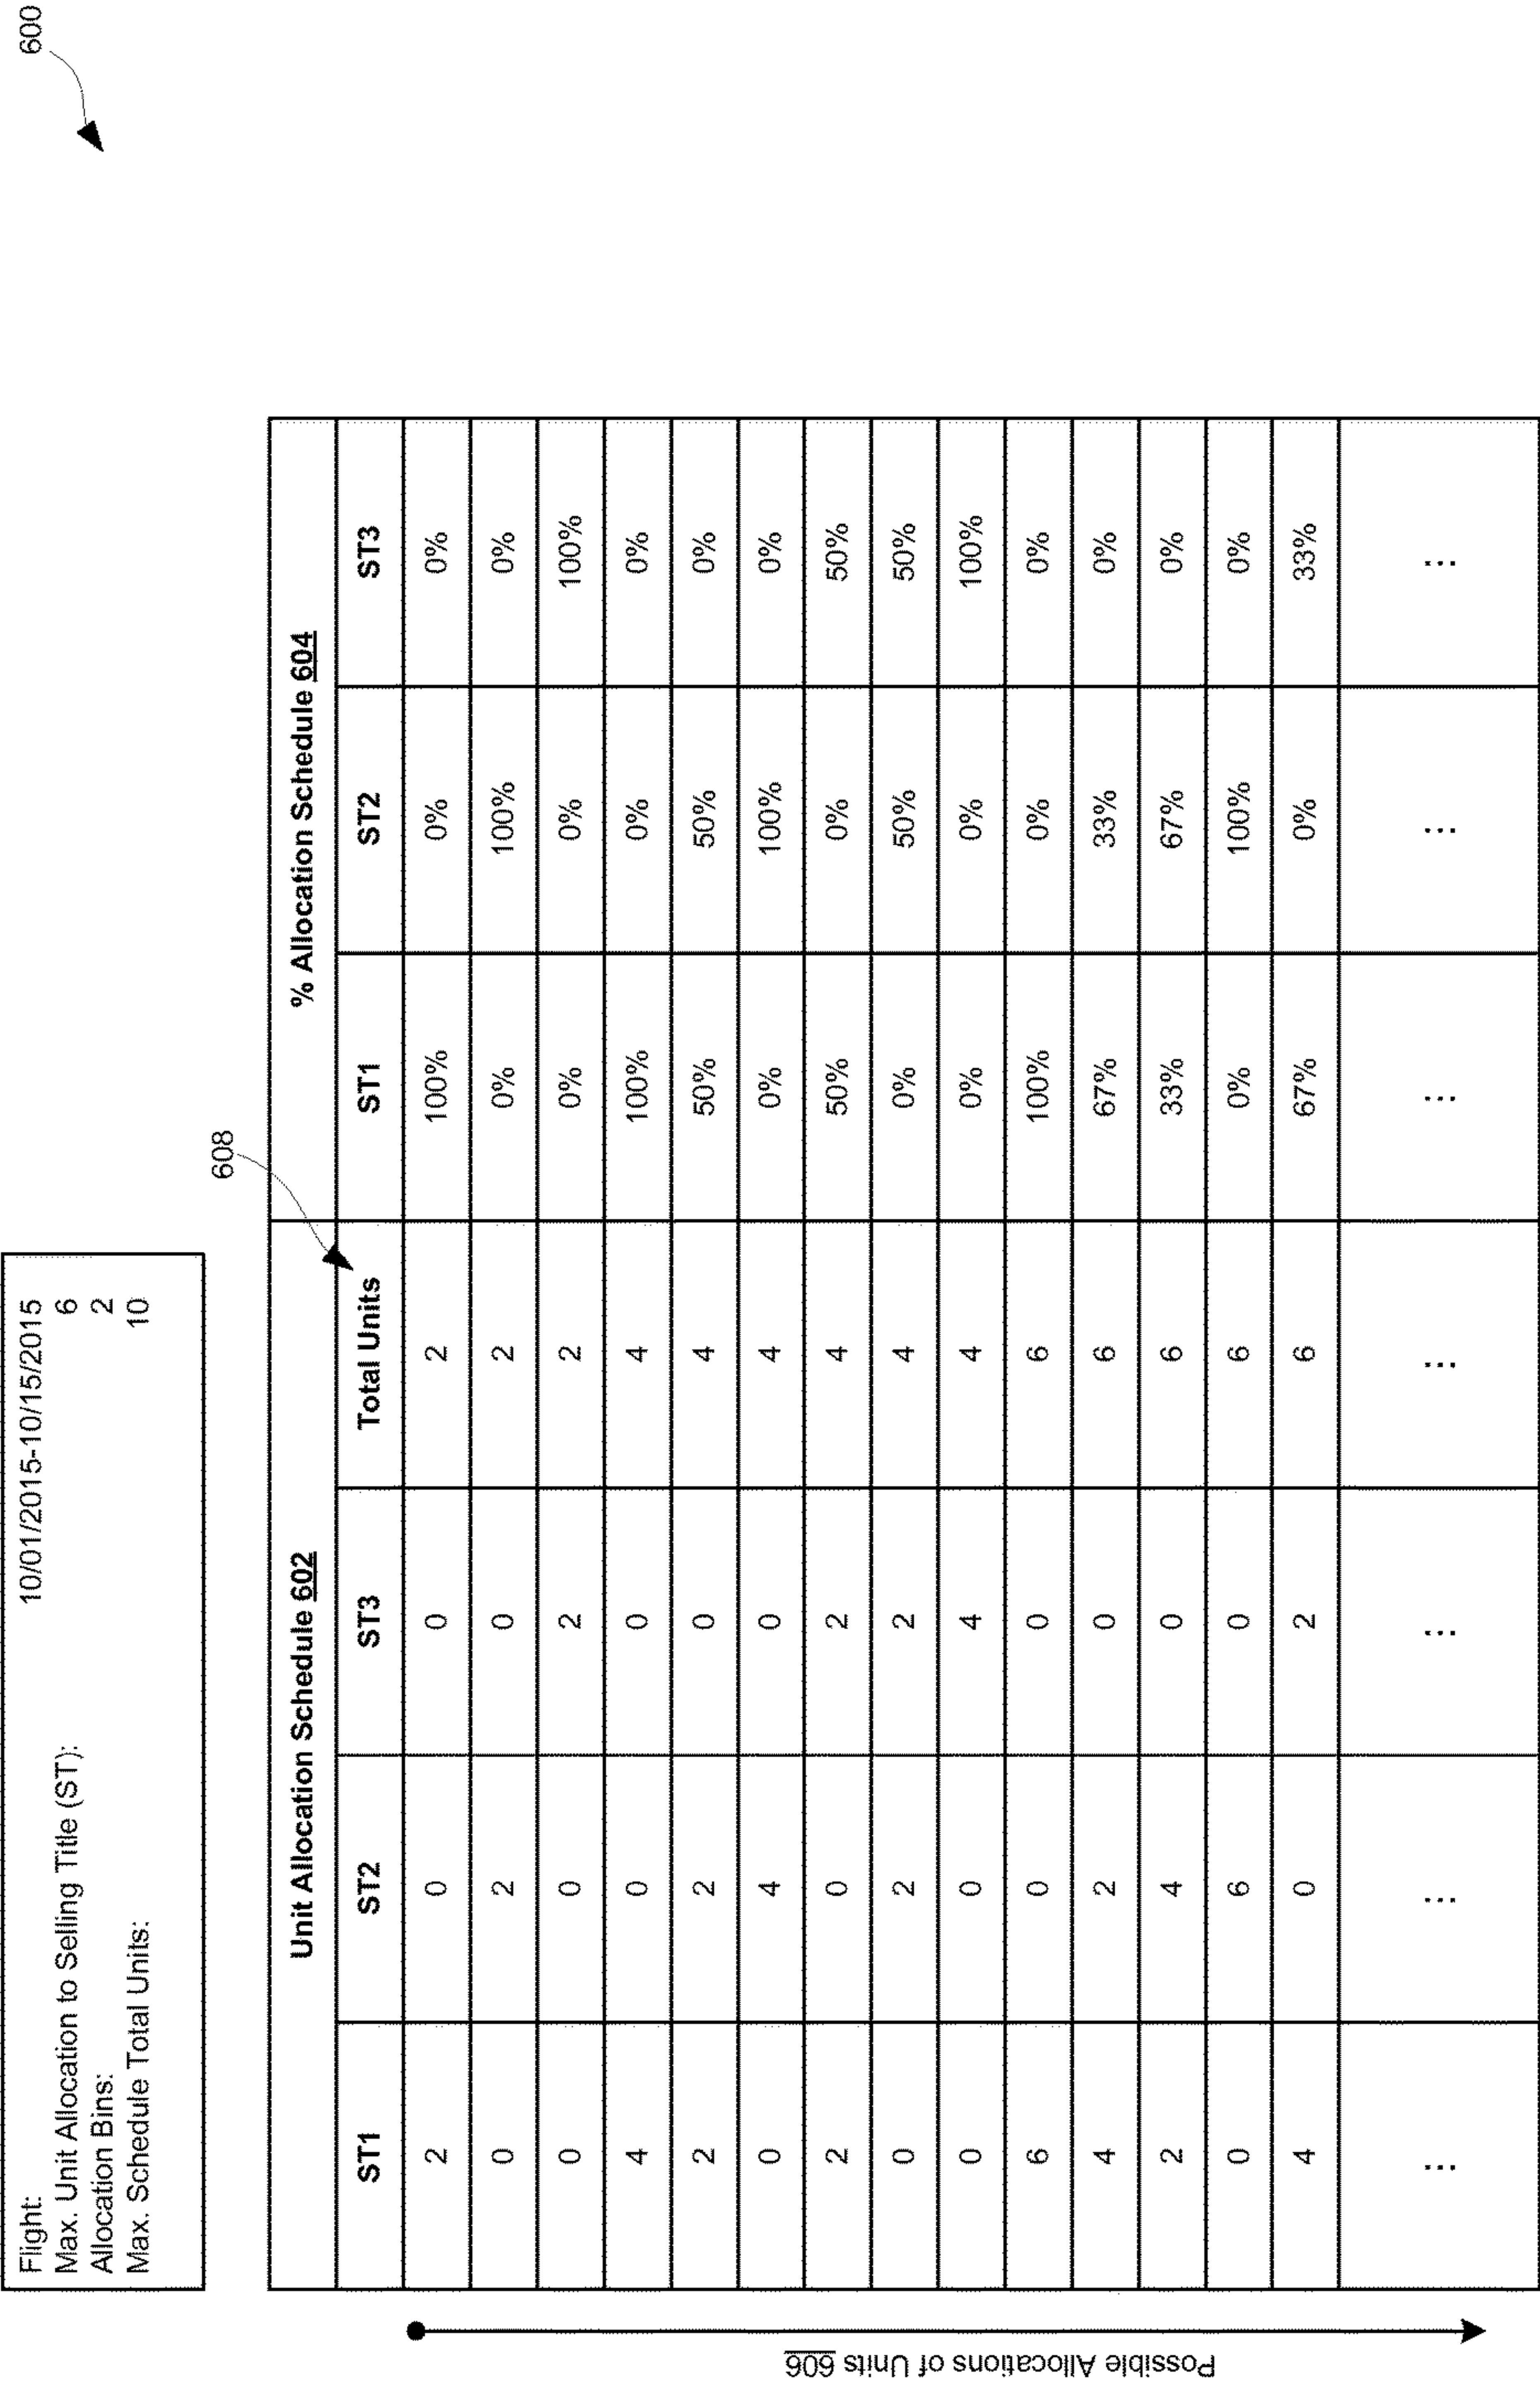 600
Flight: 10/01/2015-10/15/2015
Max. Unit Allocation to Selling Title (ST): 6
Allocation Bins: 2
Max. Schedule Total Units: 10
608
Unit Allocation Schedule 602 % Allocation Schedule 604
ST1 ST2 ST3 Total Units ST1 ST2 ST3
2 0 0 2 100% 0% 0%
0 2 0 2 0% 100% 0%
0 0 2 2 0% 0% 100%
4 0 0 4 100% 0% 0%
2 2 0 4 50% 50% 0%
0 4 0 4 0% 100% 0%
2 0 2 4 50% 0% 50%
0 2 2 4 0% 50% 50%
0 0 4 4 0% 0% 100%
6 0 0 6 100% 0% 0%
4 2 0 6 67% 33% 0%
2 4 0 6 33% 67% 0%
0 6 0 6 0% 100% 0%
4 0 2 6 67% 0% 33%
... ... ... ... ... ... ...
Possible Allocations of Units 606